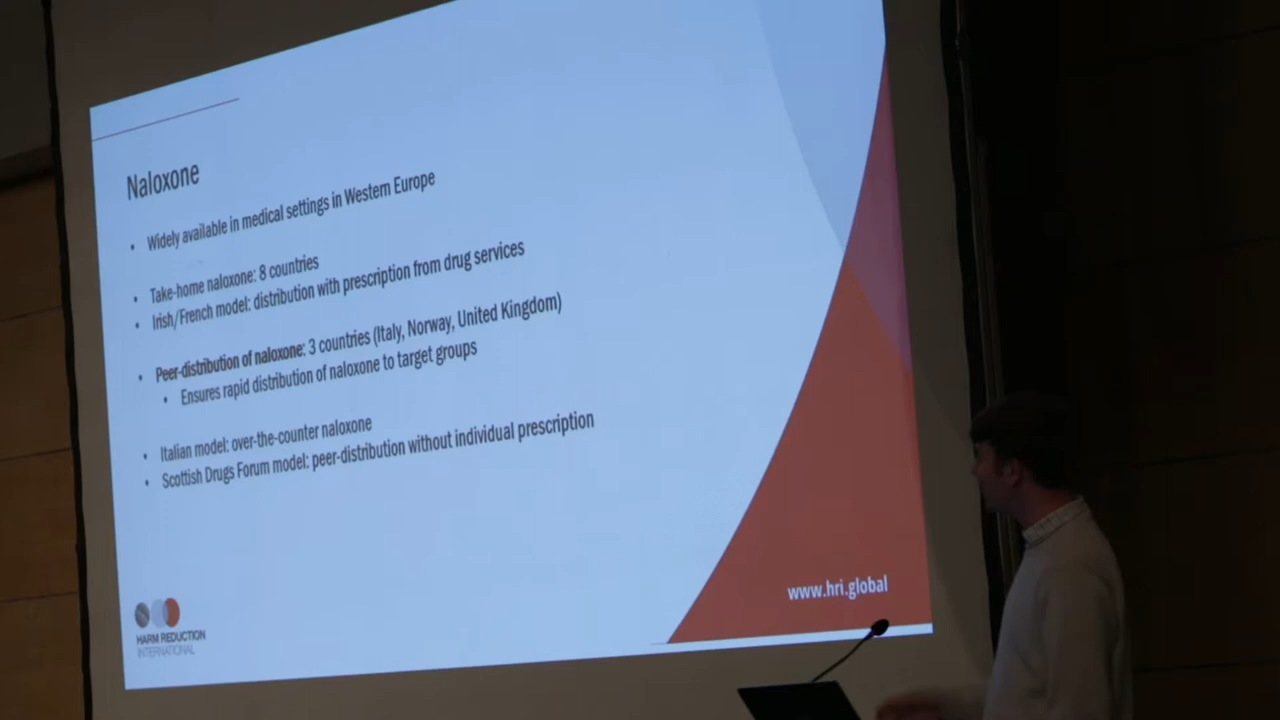 Naloxone
• Widely available in medical settings in Western Europe
• Take-home naloxone: 8 countries
• Irish/French model: distribution with prescription from drug services
• Peer-distribution of naloxone: 3 countries (Italy, Norway, United Kingdom)
• Ensures rapid distribution of naloxone to target groups
• Italian model: over-the-counter naloxone
• Scottish Drugs Forum model: peer-distribution without individual prescription
HARM REDUCTION
INTERNATIONAL
www.hri.global